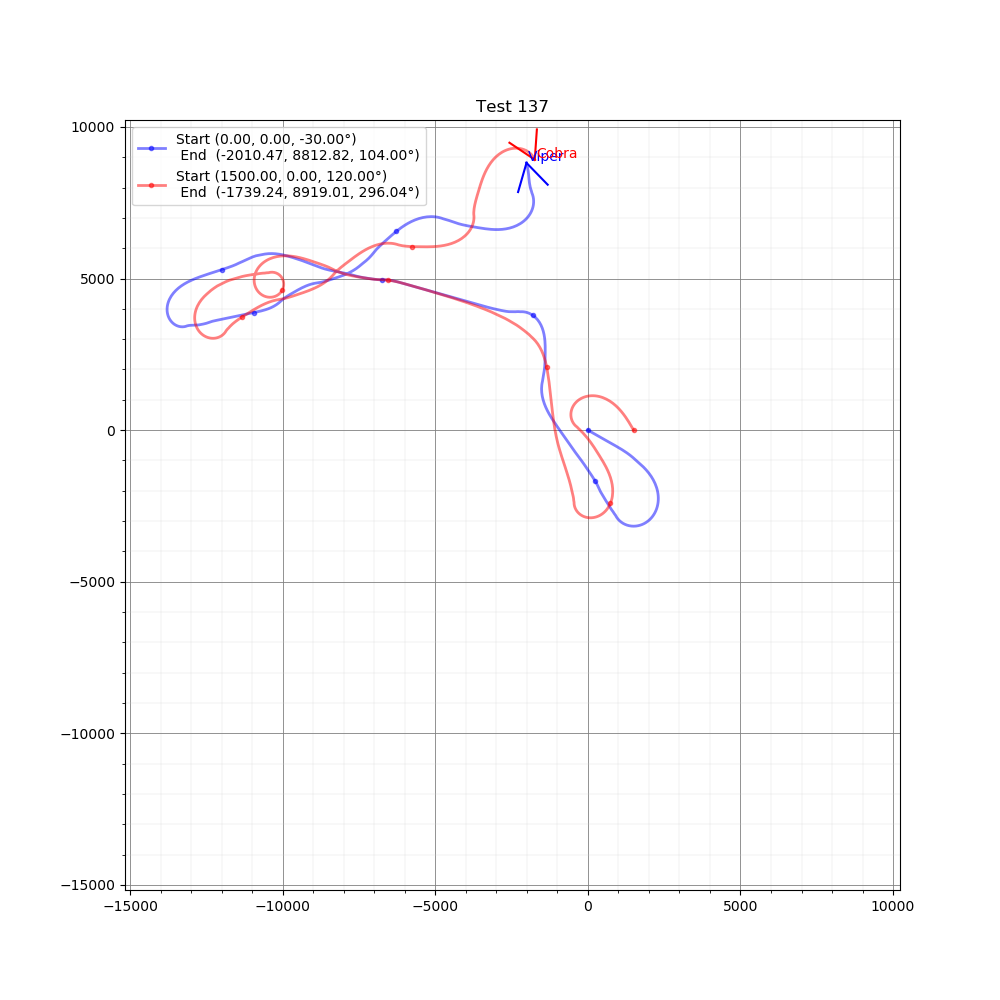 Test 137
10000
5000
0
−5000
−10000
−15000
Start (0.00, 0.00, -30.00°)
End (-2010.47, 8812.82, 104.00°)
Start (1500.00, 0.00, 120.00°)
End (-1739.24, 8919.01, 296.04°)
Cobra
Viper
−15000
−10000
−5000
0
5000
10000